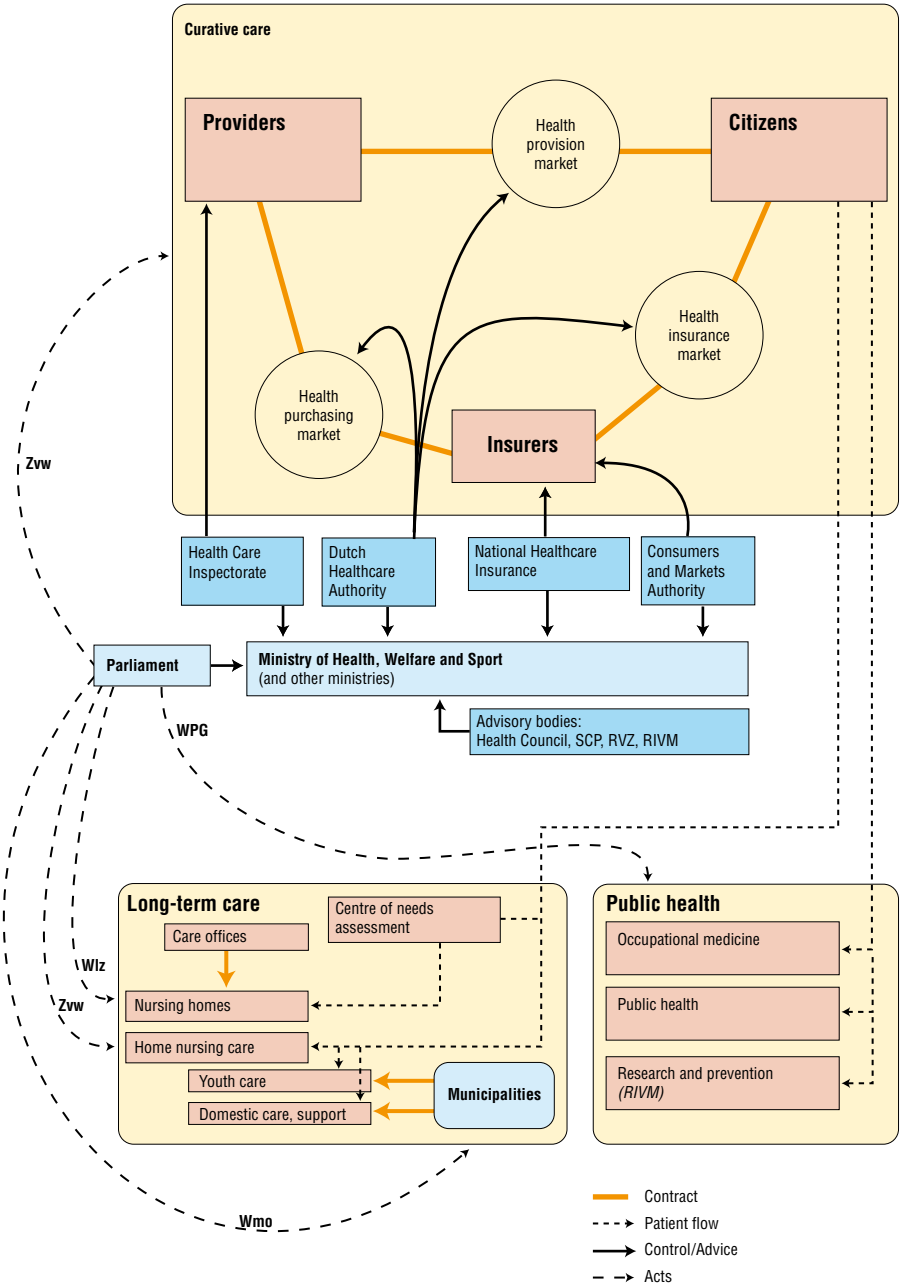 Curative care
Providers
Health
provision
market
Citizens
Health
insurance
market
Health
purchasing
market
Insurers
Zvw
Health Care
Inspectorate
Dutch
Healthcare
Authority
National Healthcare
Insurance
Consumers
and Markets
Authority
Parliament
Ministry of Health, Welfare and Sport
(and other ministries)
WPG
Advisory bodies:
Health Council, SCP, RVZ, RIVM
Long-term care
Centre of needs
assessment
Care offices
Wlz
Nursing homes
Zvw
Home nursing care
Youth care
Domestic care, support
Municipalities
Public health
Occupational medicine
Public health
Research and prevention
(RIVM)
Wmo
Contract
Patient flow
Control/Advice
Acts